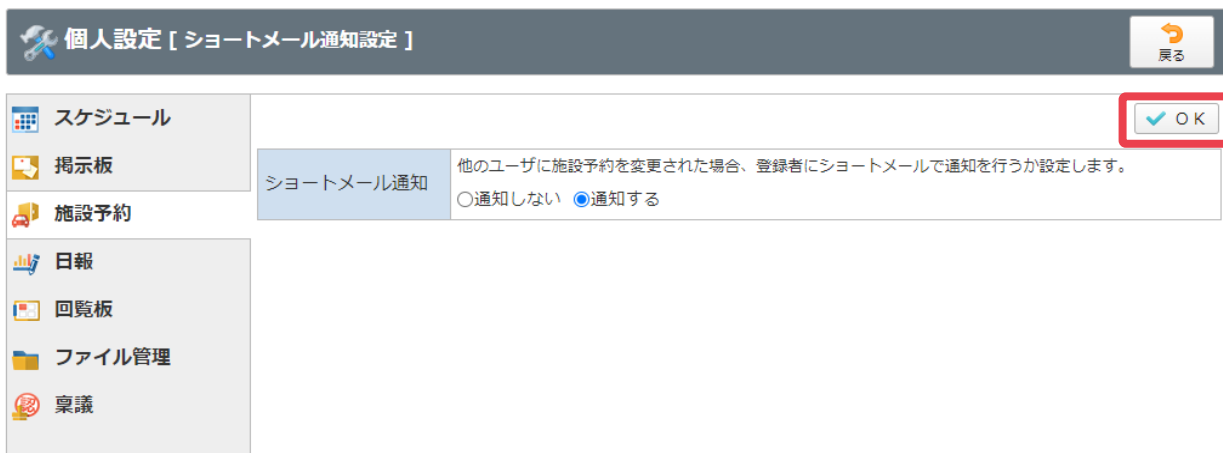 個人設定 [ ショートメール通知設定 ]
戻る
スケジュール
掲示板
施設予約
日報
回覧板
ファイル管理
稟議
ＯＫ
ショートメール通知
他のユーザに施設予約を変更された場合、登録者にショートメールで通知を行うか設定します。
通知しない 通知する